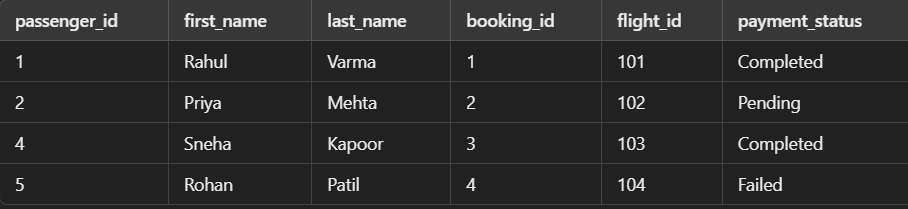 passenger_id first_name last_name booking_id flight_id payment_status
1 Rahul Varma 1 101 Completed
2 Priya Mehta 2 102 Pending
4 Sneha Kapoor 3 103 Completed
5 Rohan Patil 4 104 Failed